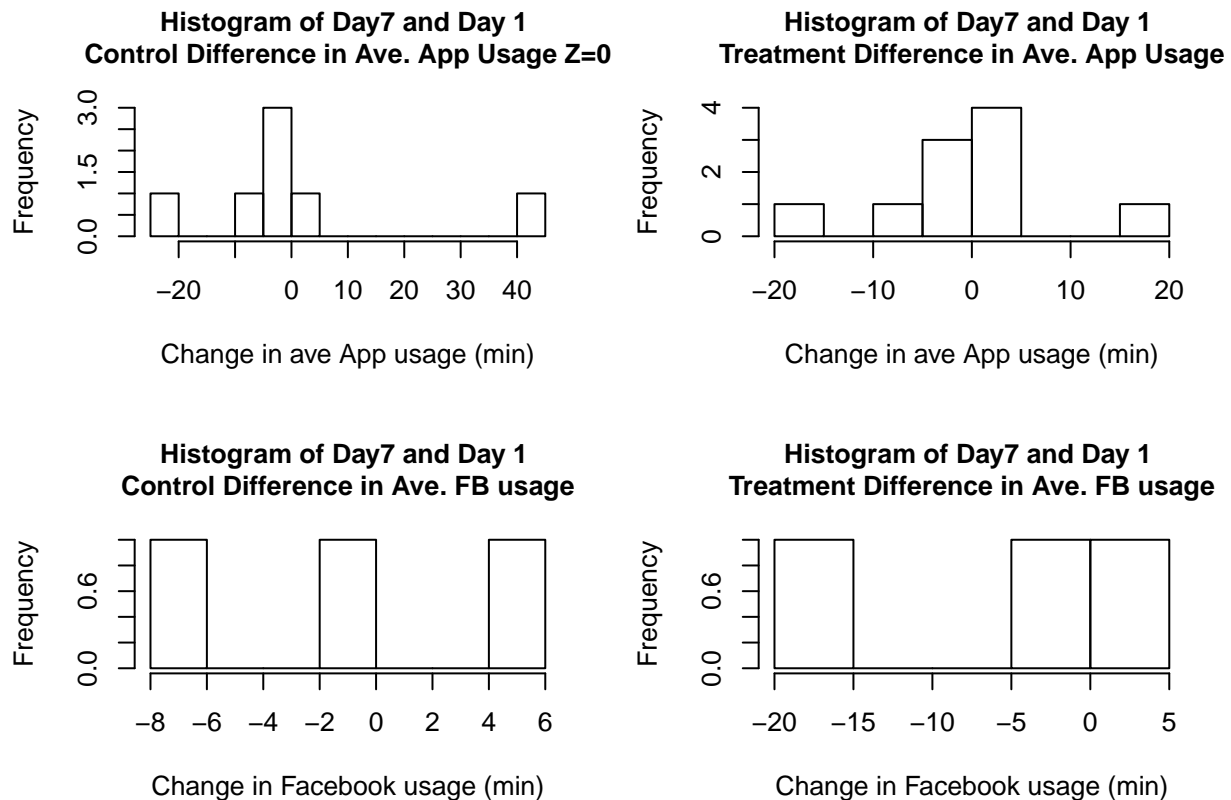 Histogram of Day7 and Day 1
Control Difference in Ave. App Usage Z=0
Frequency
3.0
1.5
0.0
−20 0 10 20 30 40
Change in ave App usage (min)
Histogram of Day7 and Day 1
Treatment Difference in Ave. App Usage
Frequency
4
2
0
−20 −10 0 10 20
Change in ave App usage (min)
Histogram of Day7 and Day 1
Control Difference in Ave. FB usage
Frequency
0.6
0.0
−8 −6 −4 −2 0 2 4 6
Change in Facebook usage (min)
Histogram of Day7 and Day 1
Treatment Difference in Ave. FB usage
Frequency
0.6
0.0
−20 −15 −10 −5 0 5
Change in Facebook usage (min)